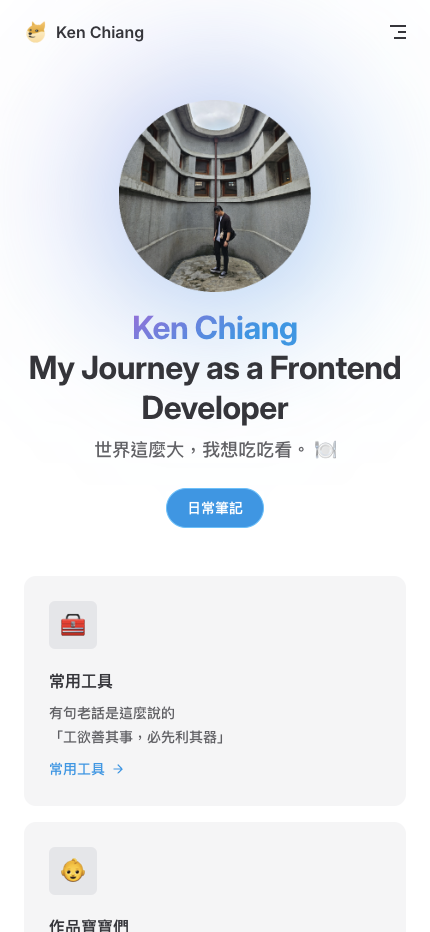 Ken Chiang
Ken Chiang
My Journey as a Frontend
Developer
世界這麼大，我想吃吃看。 🍽️
日常筆記
常用工具
有句老話是這麼說的
「工欲善其事，必先利其器」
常用工具 →
作品寶寶們